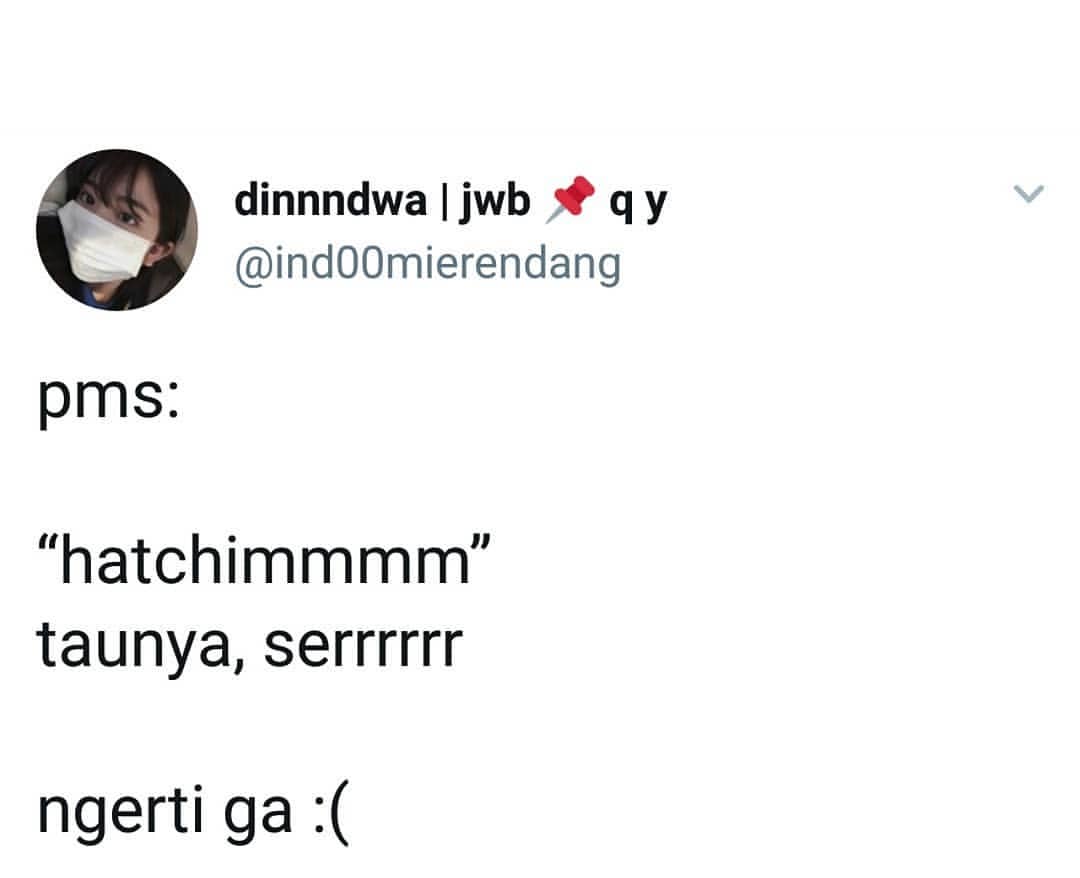 dinnndwa | jwb 📌 q y
@ind00mierendang
pms:
“hatchimmmm”
taunya, serrrrrr
ngerti ga :(